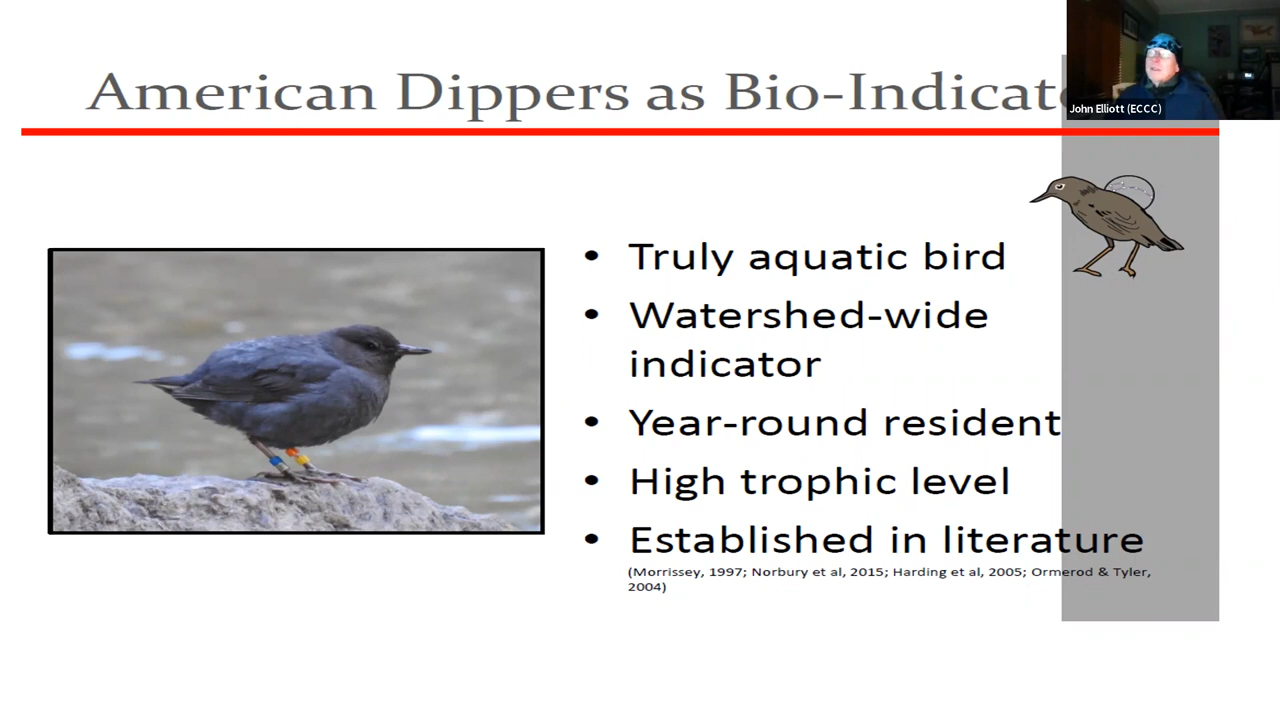 American Dippers as Bio-Indicat
John Elliott (ECCC)
• Truly aquatic bird
• Watershed-wide
indicator
• Year-round resident
• High trophic level
• Established in literature
(Morrissey, 1997; Norbury et al, 2015; Harding et al, 2005; Ormerod & Tyler,
2004)